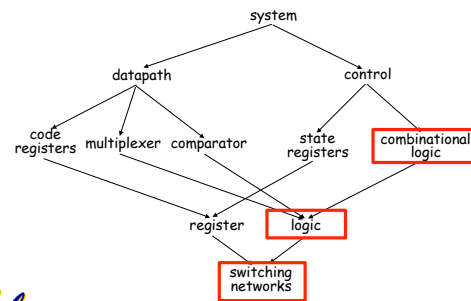 system
datapath
control
code
registers
multiplexer
comparator
state
registers
combinational
logic
register
logic
switching
networks